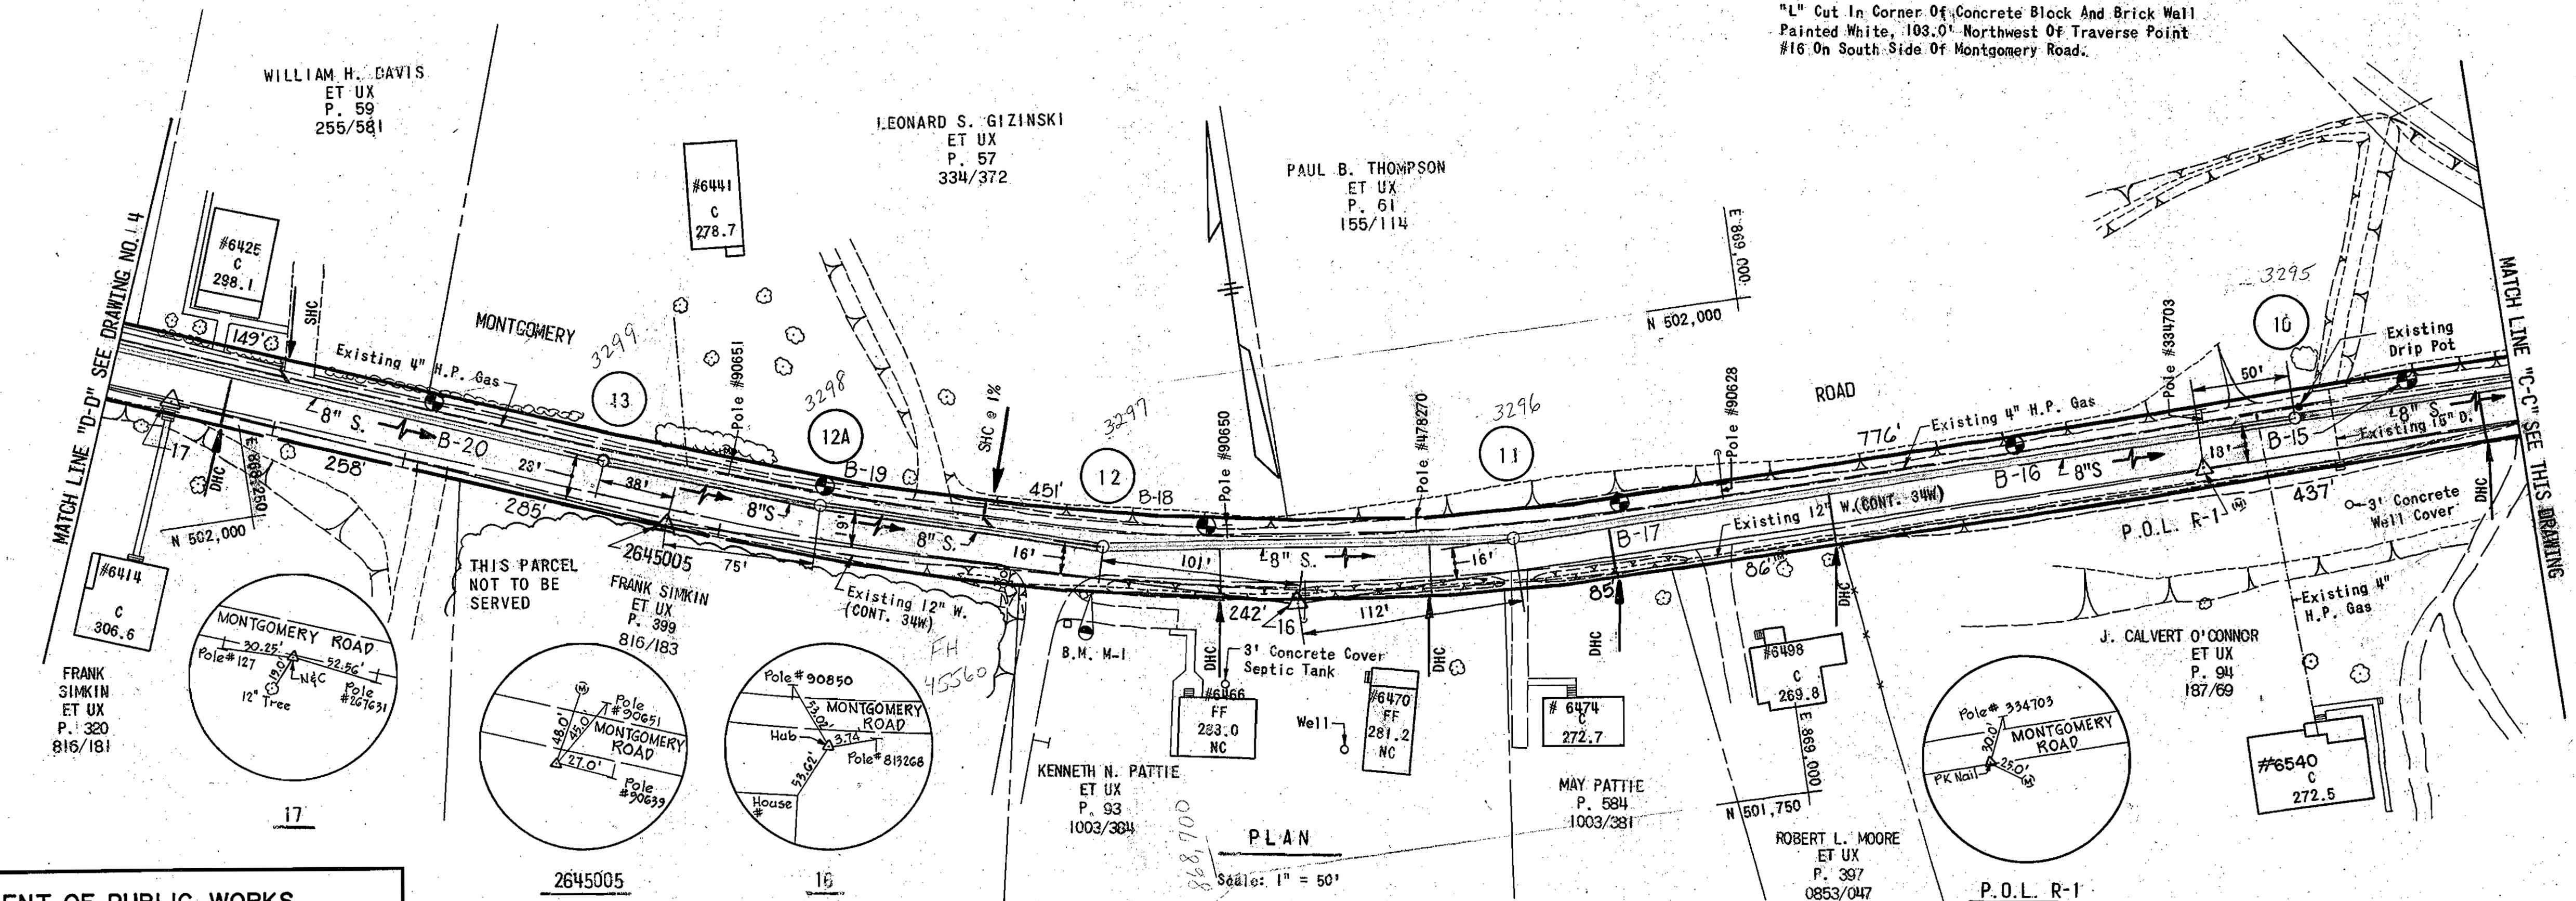 "L" Cut In Corner Of Concrete Block And Brick Wall
Painted White, 103.0' Northwest Of Traverse Point
#16 On South Side Of Montgomery Road.
WILLIAM H. DAVIS
ET UX
P. 59
255/581
LEONARD S. GIZINSKI
ET UX
P. 57
334/372
PAUL B. THOMPSON
ET UX
P. 61
155/114
MATCH LINE "D-D" SEE DRAWING NO. 14
#6425
C
298.1
149'
SHC
#6441
C
278.7
MONTGOMERY
Existing 4" H.P. Gas
3299
13
Pole #90651
3298
12A
B-19
SHC @ 1%
451'
3297
12
B-18
Pole #90650
Pole #478270
3296
11
E 869,000
N 502,000
Pole #90628
ROAD
776'
Existing 4" H.P. Gas
Pole #334703
3295
10
50'
Existing
Drip Pot
MATCH LINE "C-C" SEE THIS DRAWING
8" S.
B-20
17
DHC
258'
E 868,250
N 502,000
23'
38'
285'
8"S
2645005
75'
19'
8" S.
16'
101'
8" S.
242'
16
112'
16'
B-17
Existing 12" W.(CONT. 34W)
85'
86'
B-16
8"S
18'
B-15
8" S.
Existing 15" D.
437'
P.O.L. R-1
3' Concrete
Well Cover
DHC
Existing 4"
H.P. Gas
THIS PARCEL
NOT TO BE
SERVED
FRANK SIMKIN
ET UX
P. 399
816/183
Existing 12" W.
(CONT. 34W)
FH
45560
B.M. M-1
DHC
3' Concrete Cover
Septic Tank
DHC
DHC
DHC
#6414
C
306.6
FRANK
SIMKIN
ET UX
P. 320
816/181
MONTGOMERY ROAD
30.25'
52.56'
Pole #127
19.0'
N&C
12" Tree
Pole
#267631
17
Pole
#90651
48.0'
45.0'
MONTGOMERY
ROAD
27.0'
Pole
#90639
2645005
Pole #90850
53.02'
MONTGOMERY
ROAD
Hub
3.74'
Pole #813268
53.62'
House
#
16
#6466
FF
283.0
NC
Well
#6470
FF
281.2
NC
# 6474
C
272.7
#6498
C
269.8
KENNETH N. PATTIE
ET UX
P. 93
1003/384
868,700
PLAN
Scale: 1" = 50'
MAY PATTIE
P. 584
1003/381
E 869,000
N 501,750
ROBERT L. MOORE
ET UX
P. 397
0853/047
J. CALVERT O'CONNOR
ET UX
P. 94
187/69
Pole# 334703
MONTGOMERY
ROAD
30.0'
PK Nail
25.0'
P.O.L. R-1
#6540
C
272.5
ENT OF PUBLIC WORKS